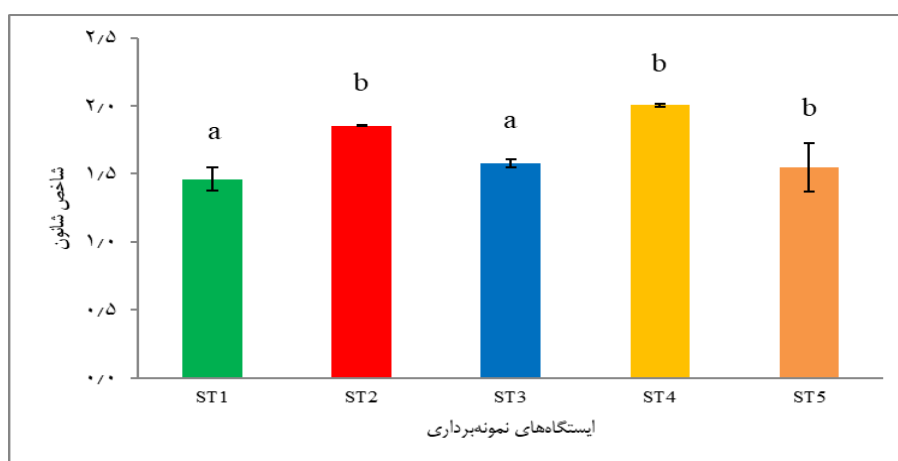 شاخص شانون
۲٫۵
۲٫۰
۱٫۵
۱٫۰
۰٫۵
۰٫۰
a
b
a
b
b
ST1
ST2
ST3
ST4
ST5
ایستگاه‌های نمونه‌برداری